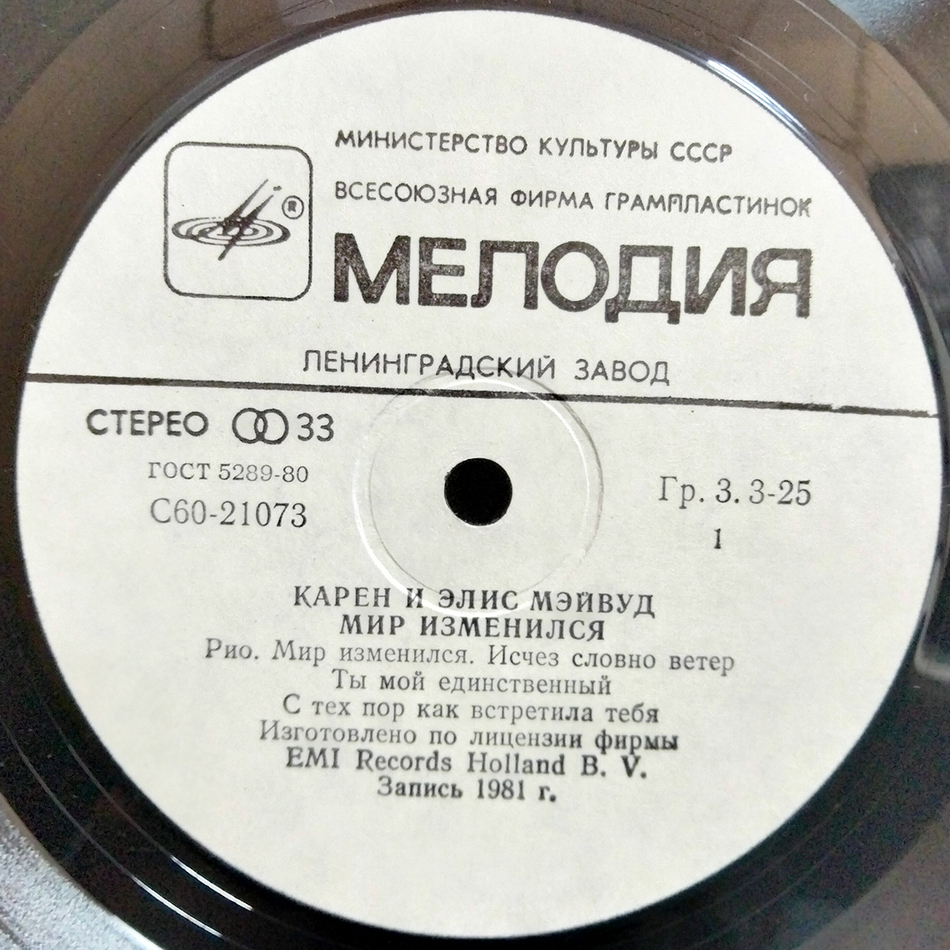 МИНИСТЕРСТВО КУЛЬТУРЫ СССР
ВСЕСОЮЗНАЯ ФИРМА ГРАМПЛАСТИНОК
®
МЕЛОДИЯ
ЛЕНИНГРАДСКИЙ ЗАВОД
СТЕРЕО 33
ГОСТ 5289-80
С60-21073
Гр. 3. 3-25
1
КАРЕН И ЭЛИС МЭЙВУД
МИР ИЗМЕНИЛСЯ
Рио. Мир изменился. Исчез словно ветер
Ты мой единственный
С тех пор как встретила тебя
Изготовлено по лицензии фирмы
EMI Records Holland B. V.
Запись 1981 г.